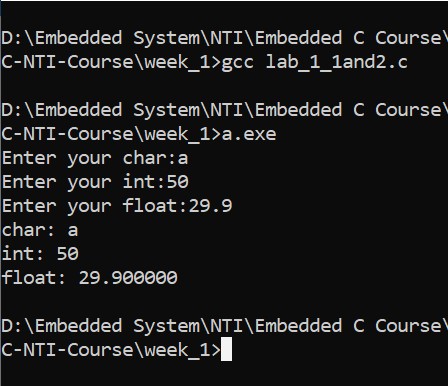 D:\Embedded System\NTI\Embedded C Course\
C-NTI-Course\week_1>gcc lab_1_1and2.c
D:\Embedded System\NTI\Embedded C Course\
C-NTI-Course\week_1>a.exe
Enter your char:a
Enter your int:50
Enter your float:29.9
char: a
int: 50
float: 29.900000
D:\Embedded System\NTI\Embedded C Course\
C-NTI-Course\week_1>